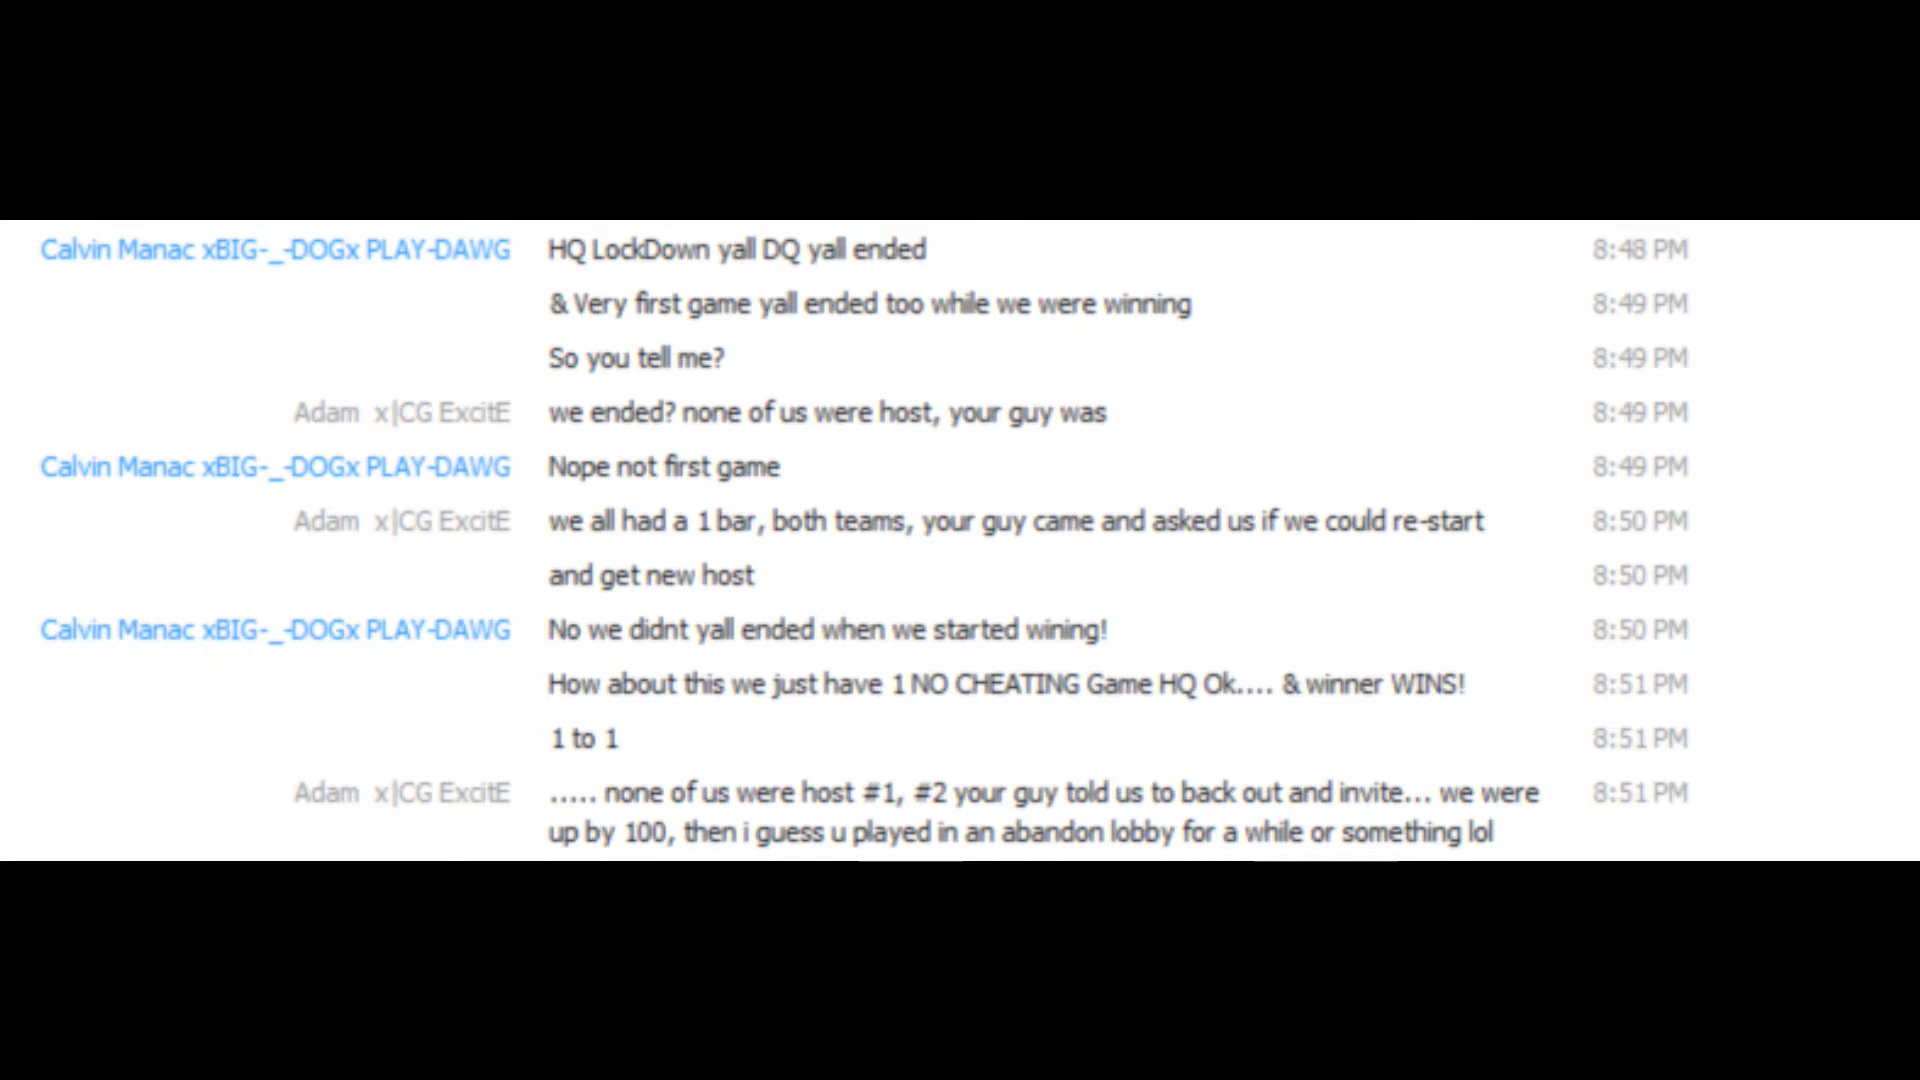 Calvin Manac xBIG-_-DOGx PLAY-DAWG HQ LockDown yall DQ yall ended 8:48 PM
& Very first game yall ended too while we were winning 8:49 PM
So you tell me? 8:49 PM
Adam x|CG ExcitE we ended? none of us were host, your guy was 8:49 PM
Calvin Manac xBIG-_-DOGx PLAY-DAWG Nope not first game 8:49 PM
Adam x|CG ExcitE we all had a 1 bar, both teams, your guy came and asked us if we could re-start 8:50 PM
and get new host 8:50 PM
Calvin Manac xBIG-_-DOGx PLAY-DAWG No we didnt yall ended when we started wining! 8:50 PM
How about this we just have 1 NO CHEATING Game HQ Ok.... & winner WINS! 8:51 PM
1 to 1 8:51 PM
Adam x|CG ExcitE ..... none of us were host #1, #2 your guy told us to back out and invite... we were 8:51 PM
up by 100, then i guess u played in an abandon lobby for a while or something lol